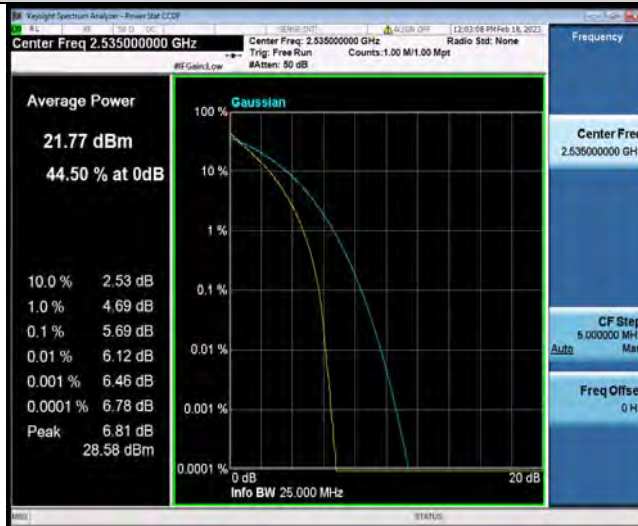 Keysight Spectrum Analyzer - Power Stat CCDF
RL RF 50 Ω DC SENSE:INT ALIGN OFF 12:03:08 PM Feb 18, 2023
Center Freq 2.535000000 GHz
Center Freq: 2.535000000 GHz Radio Std: None
Trig: Free Run Counts:1.00 M/1.00 Mpt
#IFGain:Low #Atten: 50 dB
Frequency
Center Freq
2.535000000 GH
CF Step
5.000000 MH
Auto Ma
Freq Offse
0 H
Average Power
21.77 dBm
44.50 % at 0dB
10.0 % 2.53 dB
1.0 % 4.69 dB
0.1 % 5.69 dB
0.01 % 6.12 dB
0.001 % 6.46 dB
0.0001 % 6.78 dB
Peak 6.81 dB
28.58 dBm
Gaussian
100 %
10 %
1 %
0.1 %
0.01 %
0.001 %
0.0001 %
0 dB 20 dB
Info BW 25.000 MHz
MSG STATUS